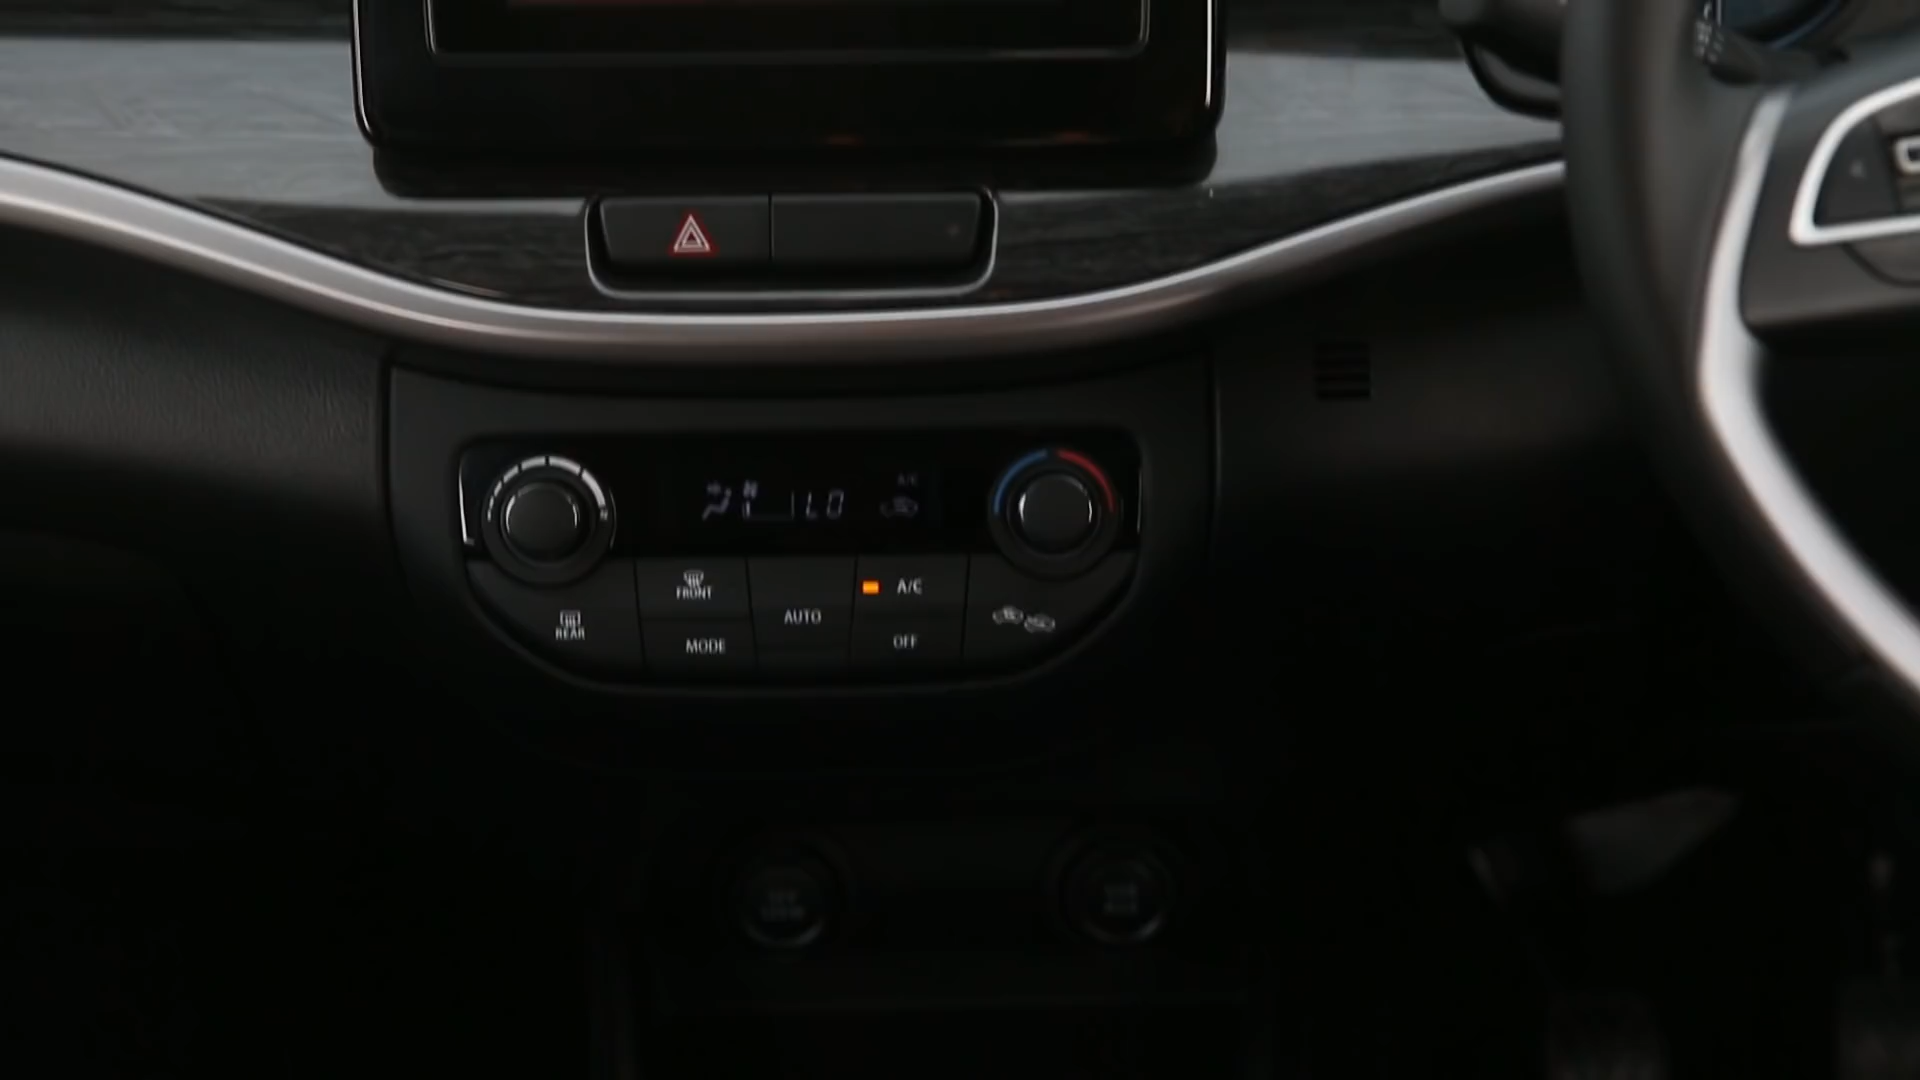 LO
A/C
FRONT
A/C
AUTO
REAR
MODE
OFF